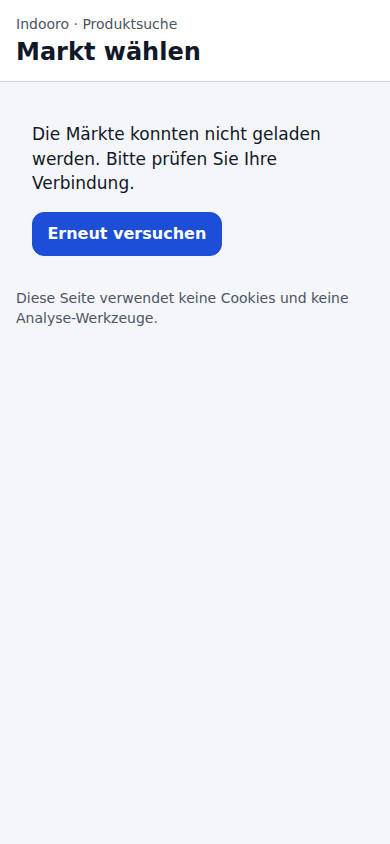 Indooro · Produktsuche
Markt wählen
Die Märkte konnten nicht geladen
werden. Bitte prüfen Sie Ihre
Verbindung.
Erneut versuchen
Diese Seite verwendet keine Cookies und keine
Analyse-Werkzeuge.